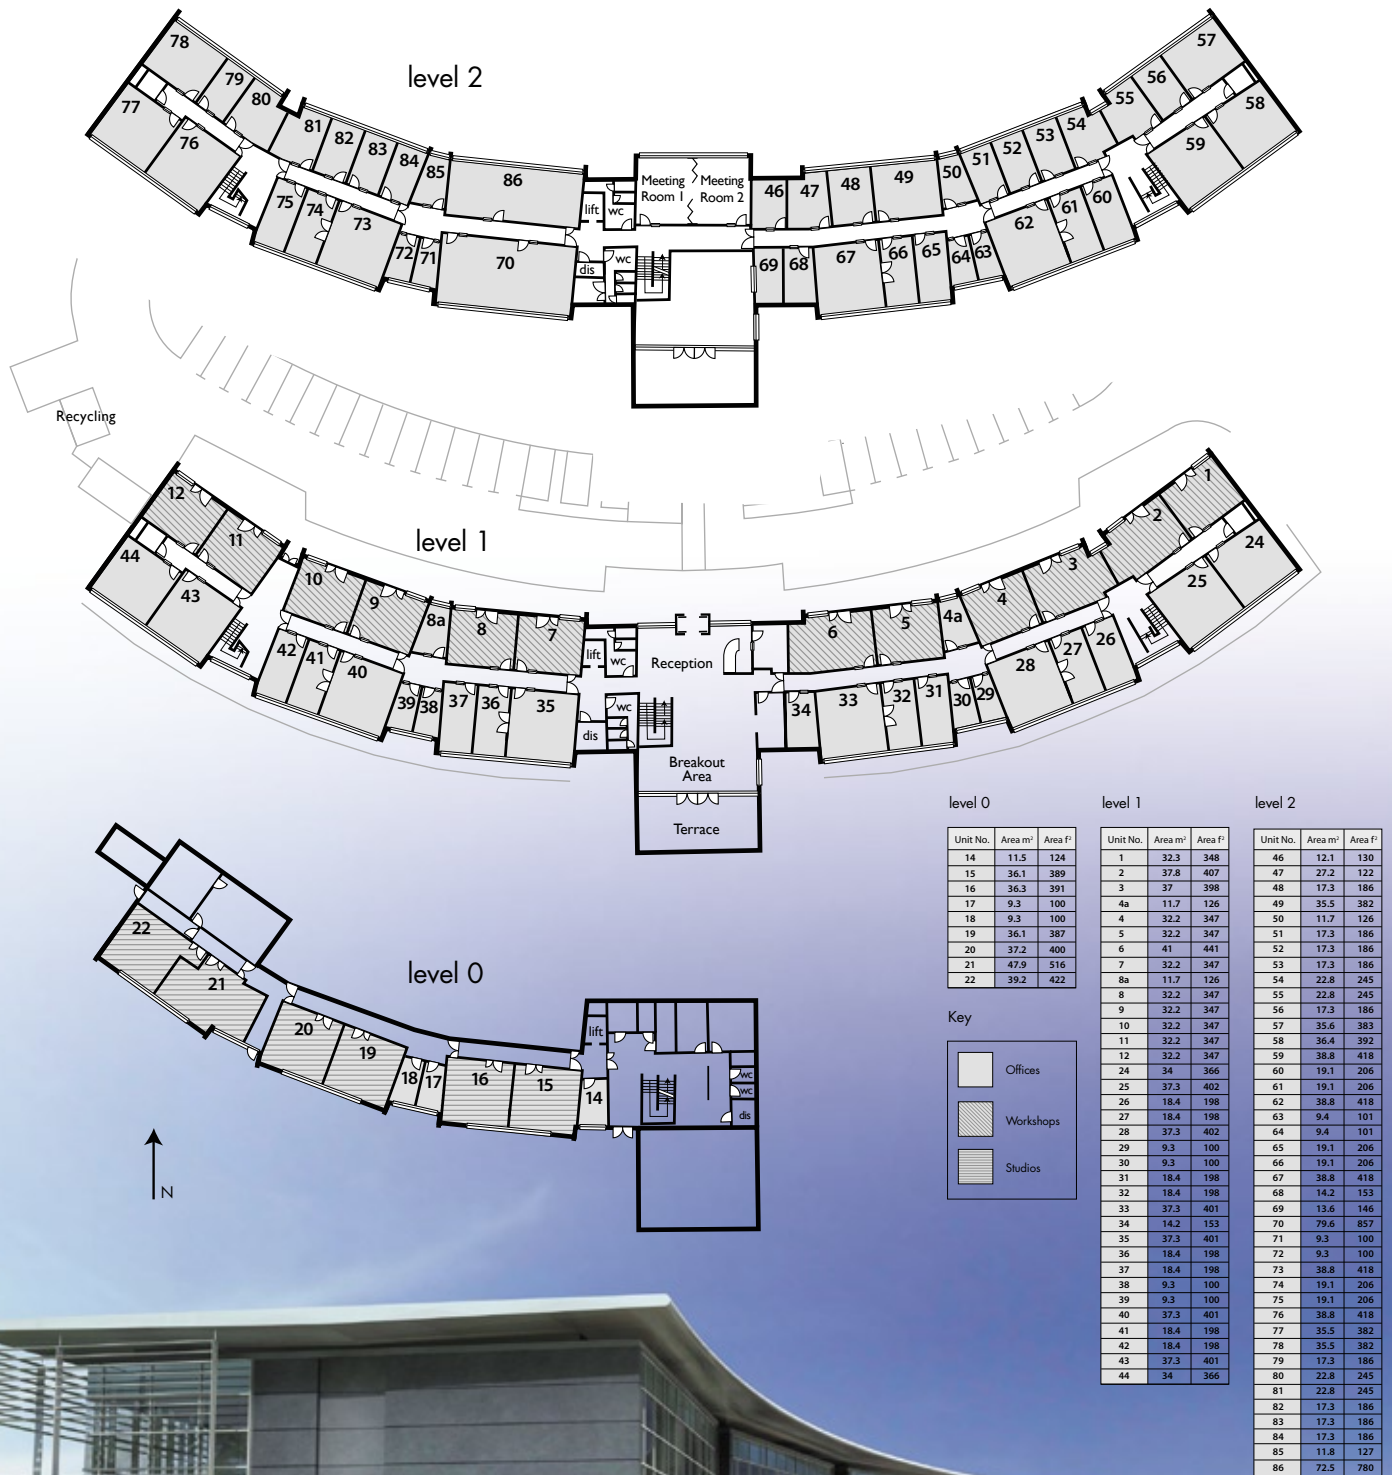 level 2
78
79
80
77
76
81
82
83
84
85
86
75
74
73
72
71
70
lift
wc
wc
dis
Meeting
Room 1
Meeting
Room 2
46
47
48
49
50
51
52
53
54
55
56
57
58
59
60
61
62
63
64
65
66
67
68
69
Recycling
level 1
12
11
44
43
10
9
8a
8
7
42
41
40
39
38
37
36
35
lift
wc
wc
dis
Reception
Breakout
Area
Terrace
6
5
4a
4
3
2
1
24
25
26
27
28
29
30
31
32
33
34
level 0
22
21
20
19
18
17
16
15
14
lift
wc
wc
dis
N
level 0
Unit No. Area m² Area f²
14 11.5 124
15 36.1 389
16 36.3 391
17 9.3 100
18 9.3 100
19 36.1 387
20 37.2 400
21 47.9 516
22 39.2 422
Key
Offices
Workshops
Studios
level 1
Unit No. Area m² Area f²
1 32.3 348
2 37.8 407
3 37 398
4a 11.7 126
4 32.2 347
5 32.2 347
6 41 441
7 32.2 347
8a 11.7 126
8 32.2 347
9 32.2 347
10 32.2 347
11 32.2 347
12 32.2 347
24 34 366
25 37.3 402
26 18.4 198
27 18.4 198
28 37.3 402
29 9.3 100
30 9.3 100
31 18.4 198
32 18.4 198
33 37.3 401
34 14.2 153
35 37.3 401
36 18.4 198
37 18.4 198
38 9.3 100
39 9.3 100
40 37.3 401
41 18.4 198
42 18.4 198
43 37.3 401
44 34 366
level 2
Unit No. Area m² Area f²
46 12.1 130
47 27.2 122
48 17.3 186
49 35.5 382
50 11.7 126
51 17.3 186
52 17.3 186
53 17.3 186
54 22.8 245
55 22.8 245
56 17.3 186
57 35.6 383
58 36.4 392
59 38.8 418
60 19.1 206
61 19.1 206
62 38.8 418
63 9.4 101
64 9.4 101
65 19.1 206
66 19.1 206
67 38.8 418
68 14.2 153
69 13.6 146
70 79.6 857
71 9.3 100
72 9.3 100
73 38.8 418
74 19.1 206
75 19.1 206
76 38.8 418
77 35.5 382
78 35.5 382
79 17.3 186
80 22.8 245
81 22.8 245
82 17.3 186
83 17.3 186
84 17.3 186
85 11.8 127
86 72.5 780